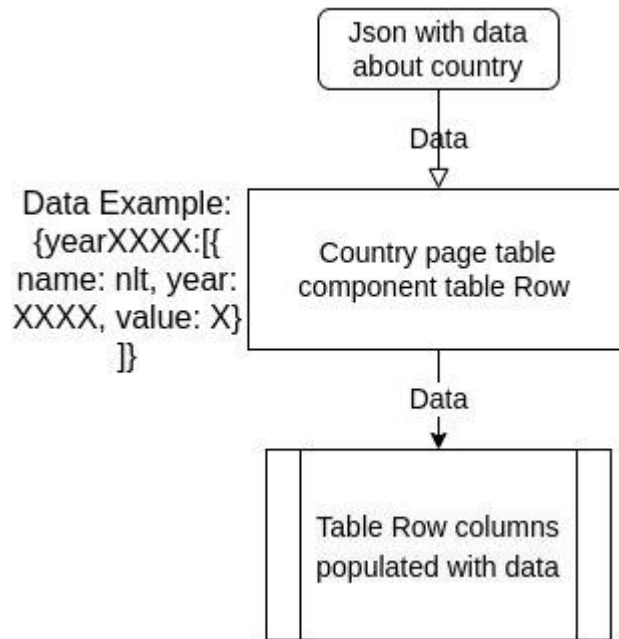 Json with data
about country
Data
Data Example:
{yearXXXX:[{
name: nlt, year:
XXXX, value: X}
]}
Country page table
component table Row
Data
Table Row columns
populated with data